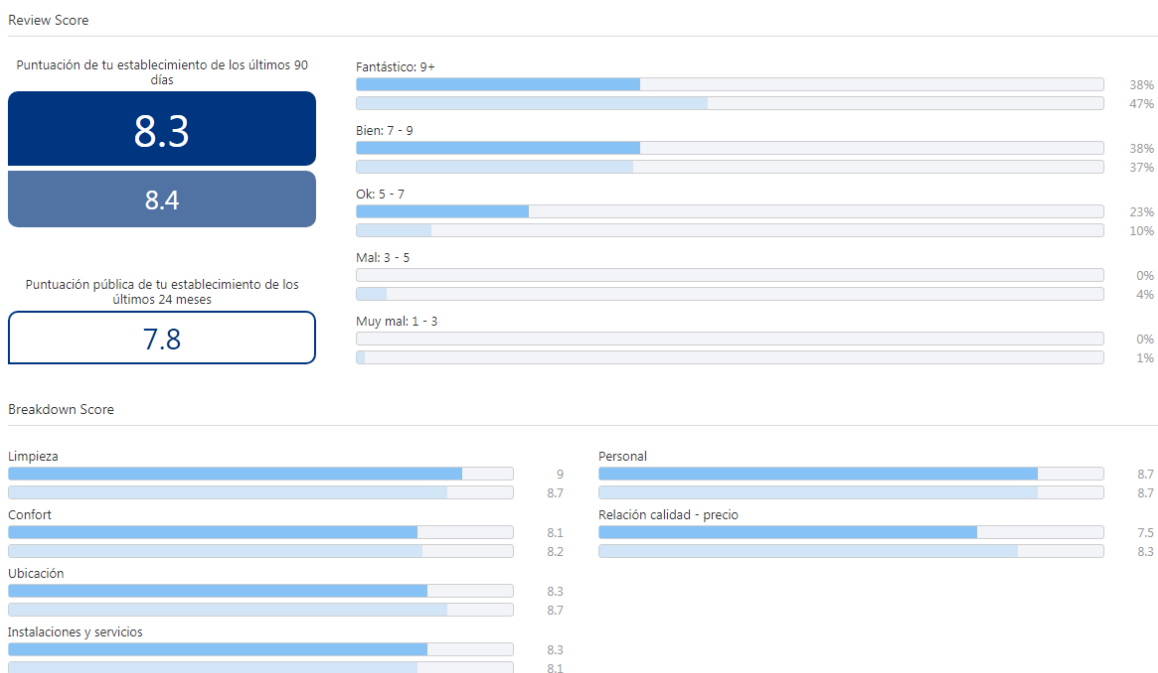 Review Score
Puntuación de tu establecimiento de los últimos 90
días
8.3
8.4
Puntuación pública de tu establecimiento de los
últimos 24 meses
7.8
Fantástico: 9+
38%
47%
Bien: 7 - 9
38%
37%
Ok: 5 - 7
23%
10%
Mal: 3 - 5
0%
4%
Muy mal: 1 - 3
0%
1%
Breakdown Score
Limpieza
9
8.7
Confort
8.1
8.2
Ubicación
8.3
8.7
Instalaciones y servicios
8.3
8.1
Personal
8.7
8.7
Relación calidad - precio
7.5
8.3